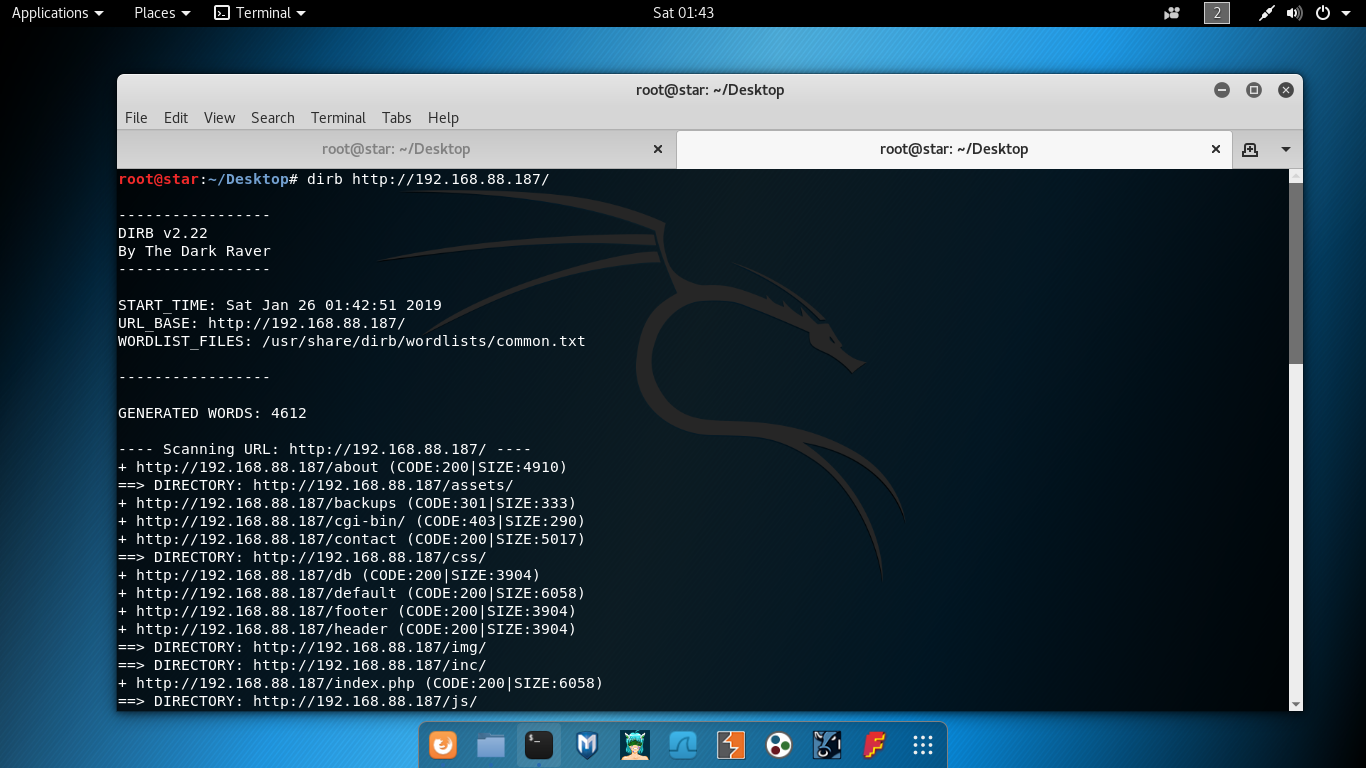 Applications Places Terminal Sat 01:43 2
root@star: ~/Desktop
File Edit View Search Terminal Tabs Help
root@star: ~/Desktop root@star: ~/Desktop
root@star:~/Desktop# dirb http://192.168.88.187/
-----------------
DIRB v2.22
By The Dark Raver
-----------------
START_TIME: Sat Jan 26 01:42:51 2019
URL_BASE: http://192.168.88.187/
WORDLIST_FILES: /usr/share/dirb/wordlists/common.txt
-----------------
GENERATED WORDS: 4612
---- Scanning URL: http://192.168.88.187/ ----
+ http://192.168.88.187/about (CODE:200|SIZE:4910)
==> DIRECTORY: http://192.168.88.187/assets/
+ http://192.168.88.187/backups (CODE:301|SIZE:333)
+ http://192.168.88.187/cgi-bin/ (CODE:403|SIZE:290)
+ http://192.168.88.187/contact (CODE:200|SIZE:5017)
==> DIRECTORY: http://192.168.88.187/css/
+ http://192.168.88.187/db (CODE:200|SIZE:3904)
+ http://192.168.88.187/default (CODE:200|SIZE:6058)
+ http://192.168.88.187/footer (CODE:200|SIZE:3904)
+ http://192.168.88.187/header (CODE:200|SIZE:3904)
==> DIRECTORY: http://192.168.88.187/img/
==> DIRECTORY: http://192.168.88.187/inc/
+ http://192.168.88.187/index.php (CODE:200|SIZE:6058)
==> DIRECTORY: http://192.168.88.187/js/